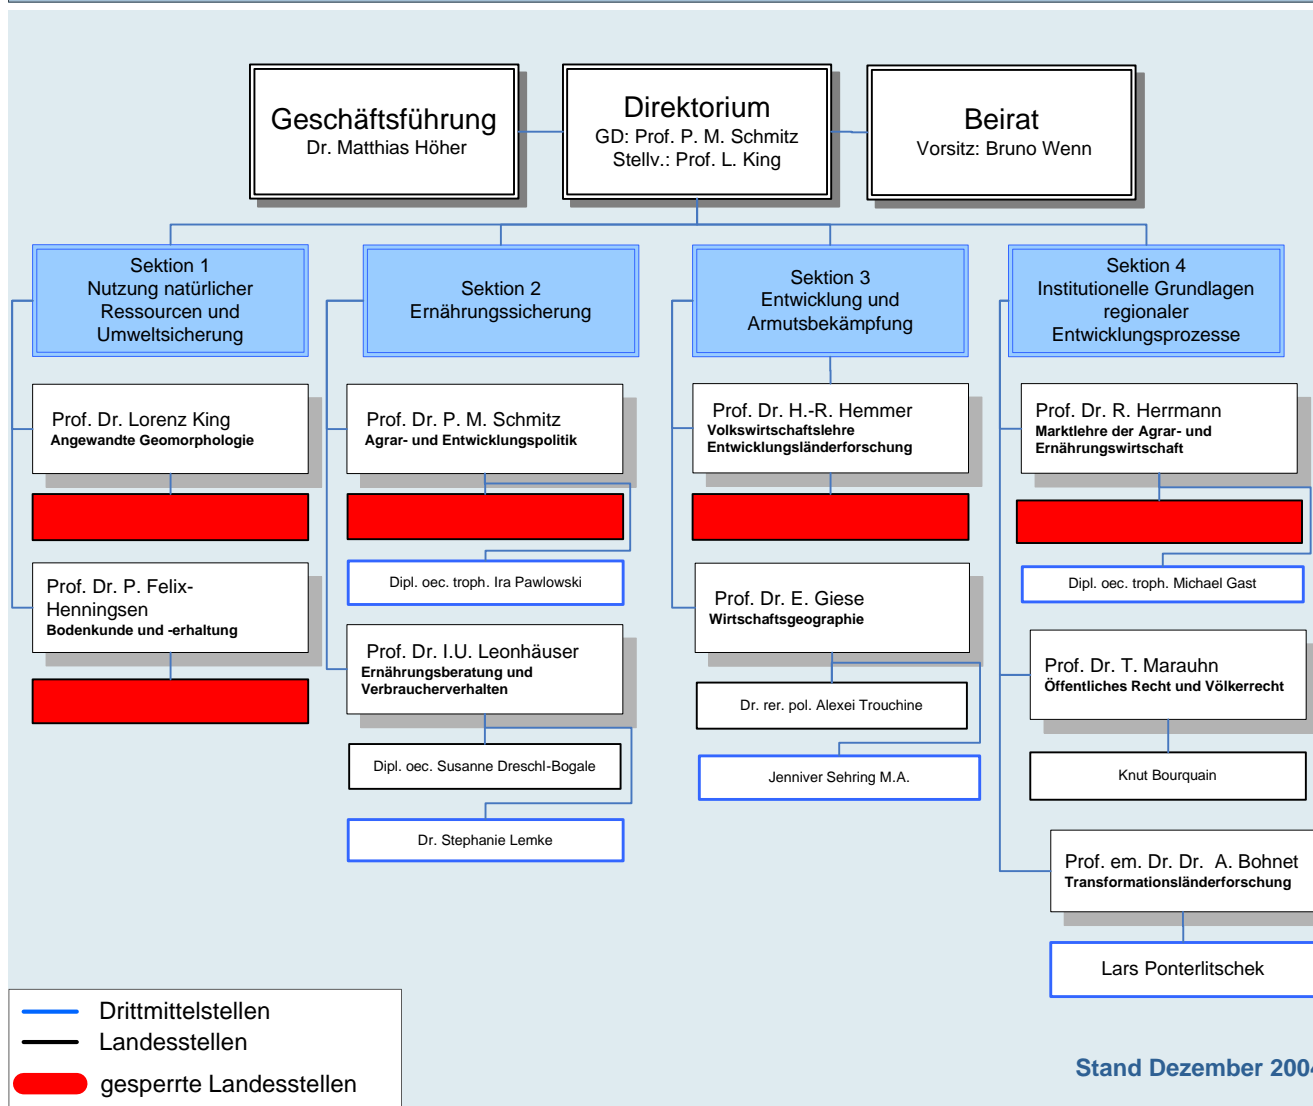 Geschäftsführung
Dr. Matthias Höher
Direktorium
GD: Prof. P. M. Schmitz
Stellv.: Prof. L. King
Beirat
Vorsitz: Bruno Wenn
Sektion 1
Nutzung natürlicher
Ressourcen und
Umweltsicherung
Sektion 2
Ernährungssicherung
Sektion 3
Entwicklung und
Armutsbekämpfung
Sektion 4
Institutionelle Grundlagen
regionaler
Entwicklungsprozesse
Prof. Dr. Lorenz King
Angewandte Geomorphologie
Prof. Dr. P. M. Schmitz
Agrar- und Entwicklungspolitik
Prof. Dr. H.-R. Hemmer
Volkswirtschaftslehre
Entwicklungsländerforschung
Prof. Dr. R. Herrmann
Marktlehre der Agrar- und
Ernährungswirtschaft
Dipl. oec. troph. Ira Pawlowski
Dipl. oec. troph. Michael Gast
Prof. Dr. P. Felix-
Henningsen
Bodenkunde und -erhaltung
Prof. Dr. I.U. Leonhäuser
Ernährungsberatung und
Verbraucherverhalten
Prof. Dr. E. Giese
Wirtschaftsgeographie
Prof. Dr. T. Marauhn
Öffentliches Recht und Völkerrecht
Dipl. oec. Susanne Dreschl-Bogale
Dr. rer. pol. Alexei Trouchine
Knut Bourquain
Dr. Stephanie Lemke
Jenniver Sehring M.A.
Prof. em. Dr. Dr. A. Bohnet
Transformationsländerforschung
Lars Ponterlitschek
Drittmittelstellen
Landesstellen
gesperrte Landesstellen
Stand Dezember 2004